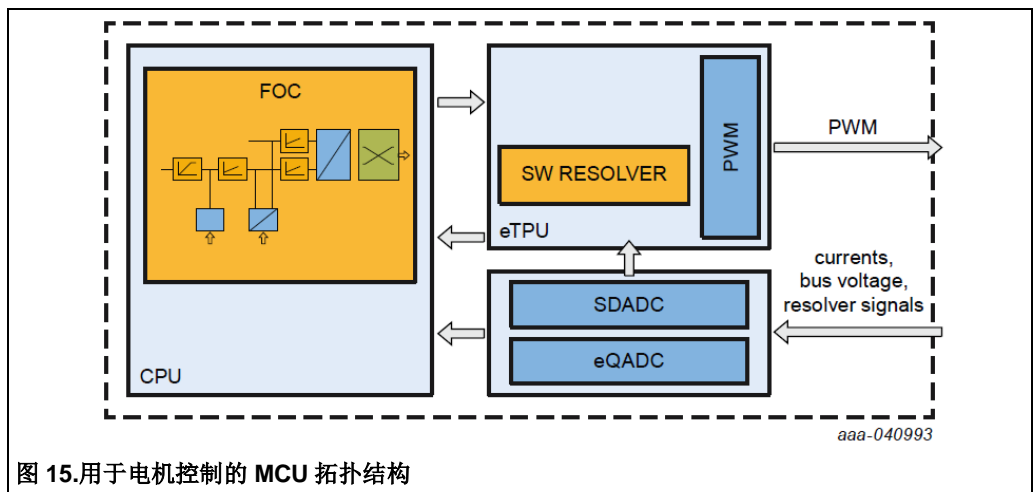 FOC
CPU
SW RESOLVER
PWM
eTPU
SDADC
eQADC
PWM
currents,
bus voltage,
resolver signals
aaa-040993
图 15.用于电机控制的 MCU 拓扑结构